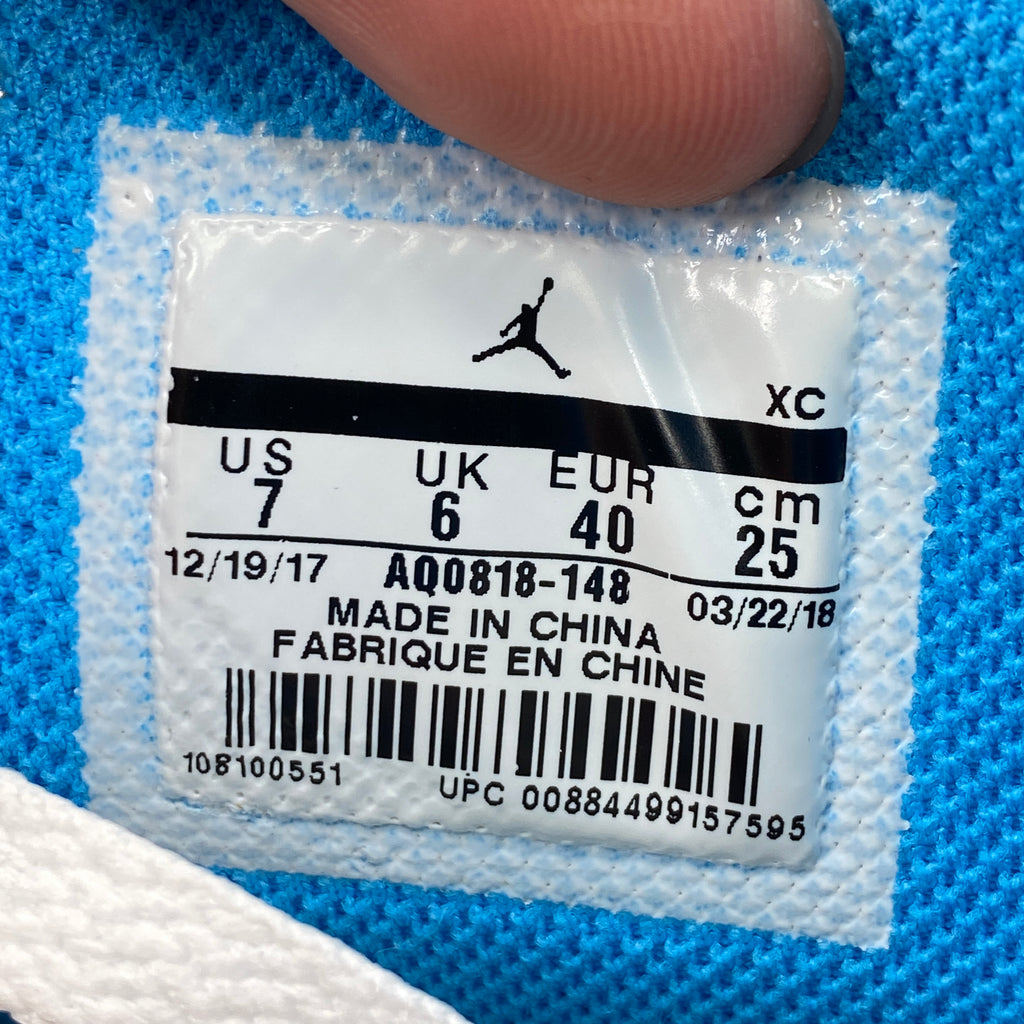 XC
US UK EUR cm
7 6 40 25
12/19/17 AQ0818-148 03/22/18
MADE IN CHINA
FABRIQUE EN CHINE
108100551 UPC 00884499157595